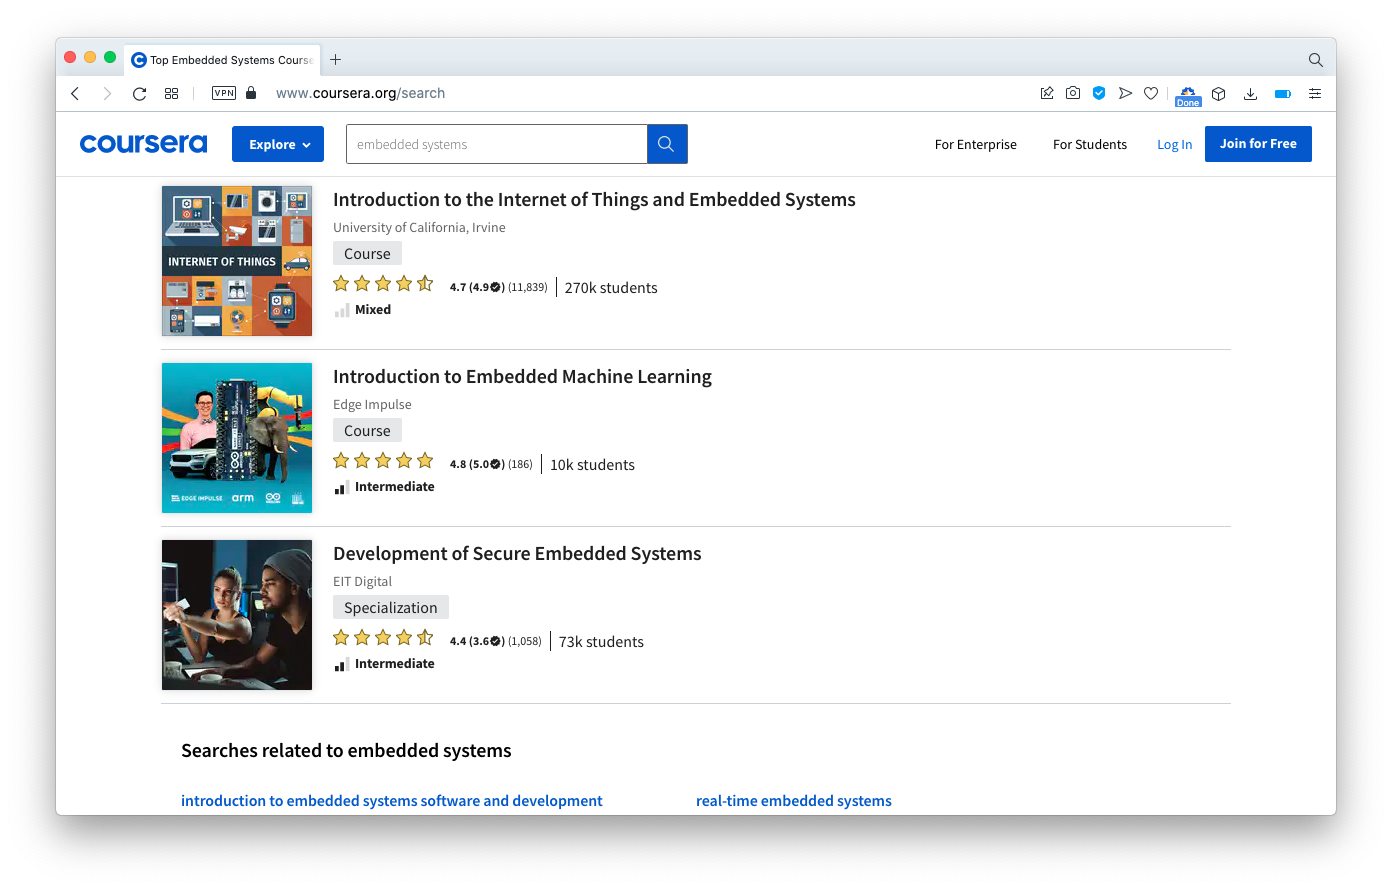 Top Embedded Systems Course
VPN
www.coursera.org/search
Done
coursera
Explore
embedded systems
For Enterprise
For Students
Log In
Join for Free
INTERNET OF THINGS
Introduction to the Internet of Things and Embedded Systems
University of California, Irvine
Course
4.7 (4.9) (11,839)
270k students
Mixed
EDGE IMPULSE
arm
Introduction to Embedded Machine Learning
Edge Impulse
Course
4.8 (5.0) (186)
10k students
Intermediate
Development of Secure Embedded Systems
EIT Digital
Specialization
4.4 (3.6) (1,058)
73k students
Intermediate
Searches related to embedded systems
introduction to embedded systems software and development
real-time embedded systems